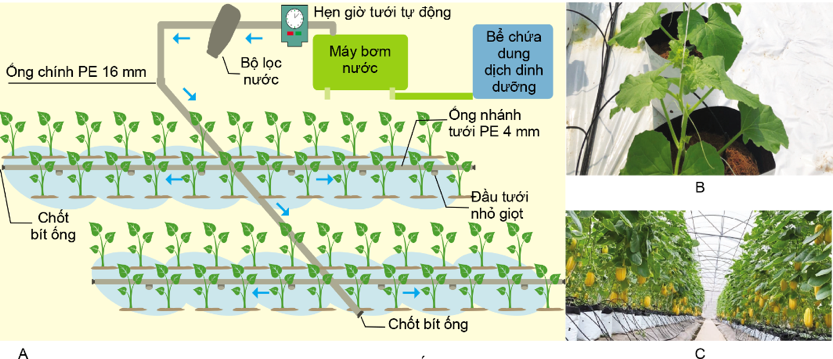 Hẹn giờ tưới tự động
Bộ lọc
nước
Máy bơm
nước
Bể chứa
dung
dịch dinh
dưỡng
Ống chính PE 16 mm
Ống nhánh
tưới PE 4 mm
Đầu tưới
nhỏ giọt
Chốt
bít ống
Chốt bít ống
A
B
C